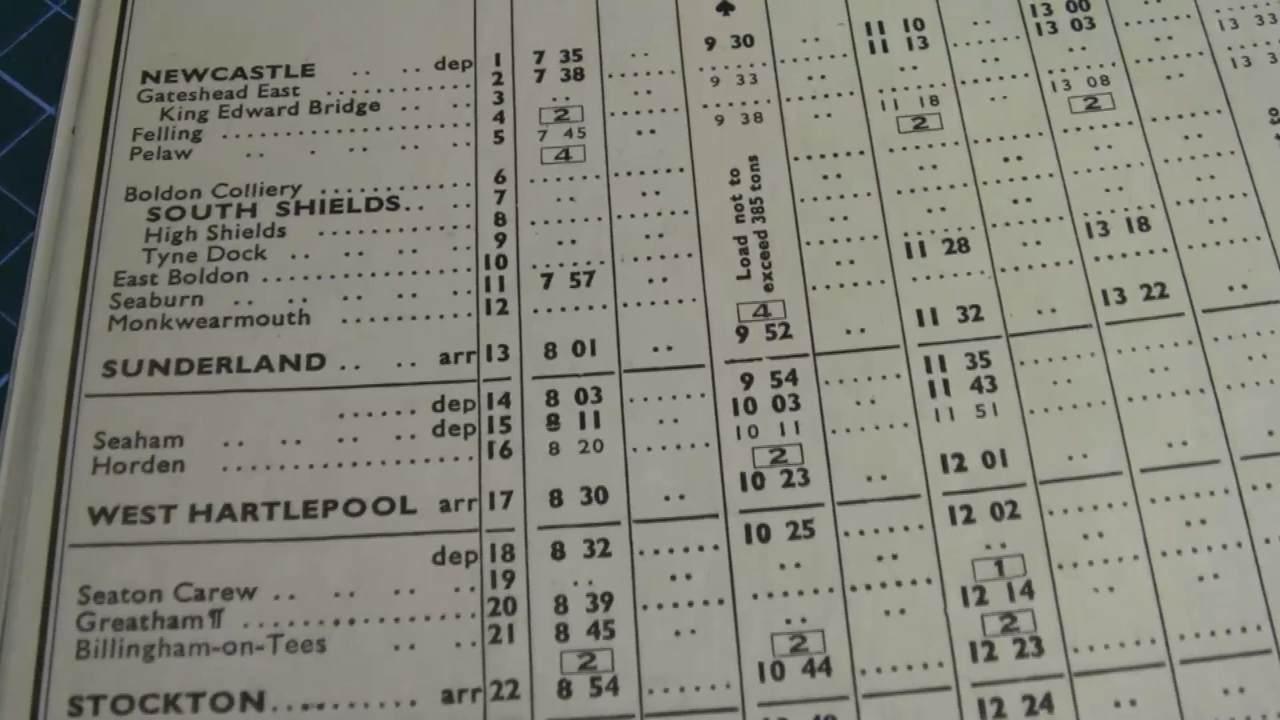 ♠ 13 00
9 30 11 10 13 03 13 33
NEWCASTLE .. .. dep 1 7 35 .. 11 13
Gateshead East 2 7 38 9 33 13 3
King Edward Bridge .. .. 3 .. 13 08
Felling 4 2 9 38 11 18 2
Pelaw .. .. .. .. 5 7 45 .. 2
4
Boldon Colliery 6 Load not to exceed 385 tons
SOUTH SHIELDS .. .. 7
High Shields 8
Tyne Dock .. .. .. 9
East Boldon 10 11 28 13 18
Seaburn .. .. .. .. 11 7 57
Monkwearmouth 12 4
SUNDERLAND .. .. arr 13 8 01 .. 9 52 .. 11 32 .. 13 22 ..
dep 14 8 03 9 54 11 35
Seaham .. .. .. .. dep 15 8 11 10 03 11 43
Horden 16 8 20 10 11 11 51
2
WEST HARTLEPOOL arr 17 8 30 .. 10 23 .. 12 01 ..
dep 18 8 32 10 25 12 02
Seaton Carew .. .. .. .. 19 ..
Greatham¶ 20 8 39 1
Billingham-on-Tees .. .. 21 8 45 .. 12 14
2 2 2
STOCKTON arr 22 8 54 10 44 12 23
12 24